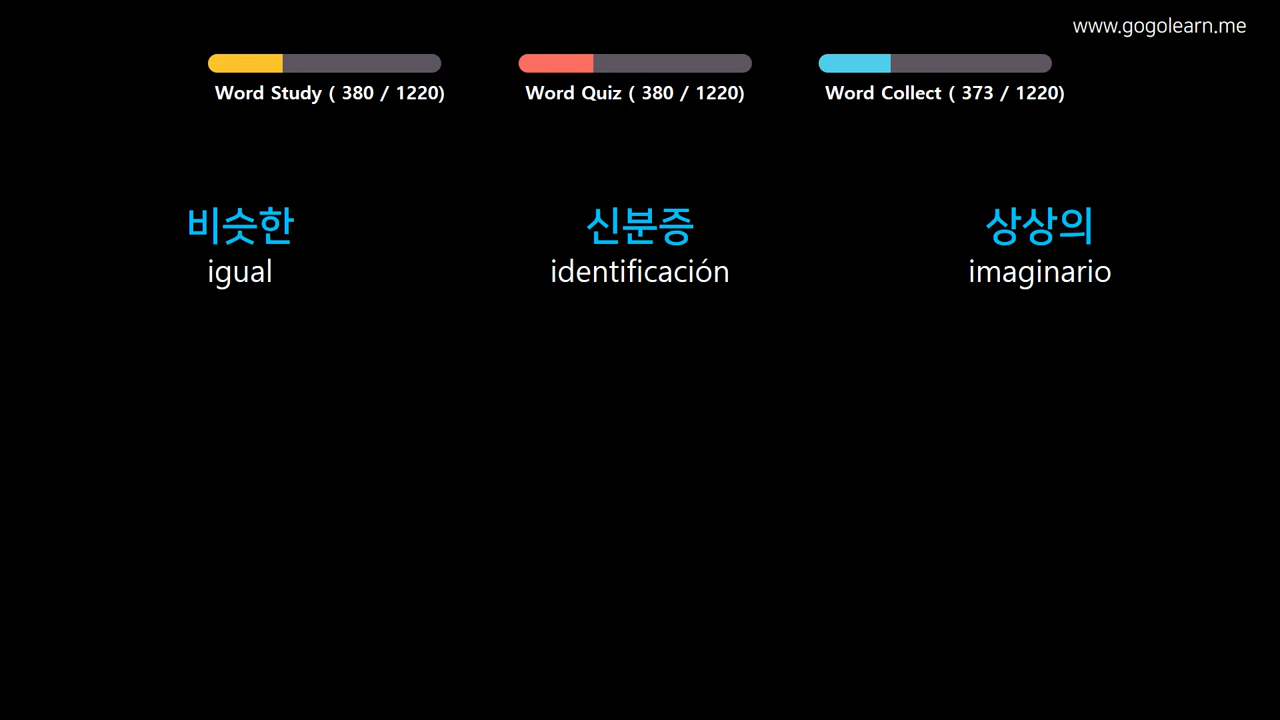 www.gogolearn.me
Word Study ( 380 / 1220)
Word Quiz ( 380 / 1220)
Word Collect ( 373 / 1220)
비슷한
igual
신분증
identificación
상상의
imaginario